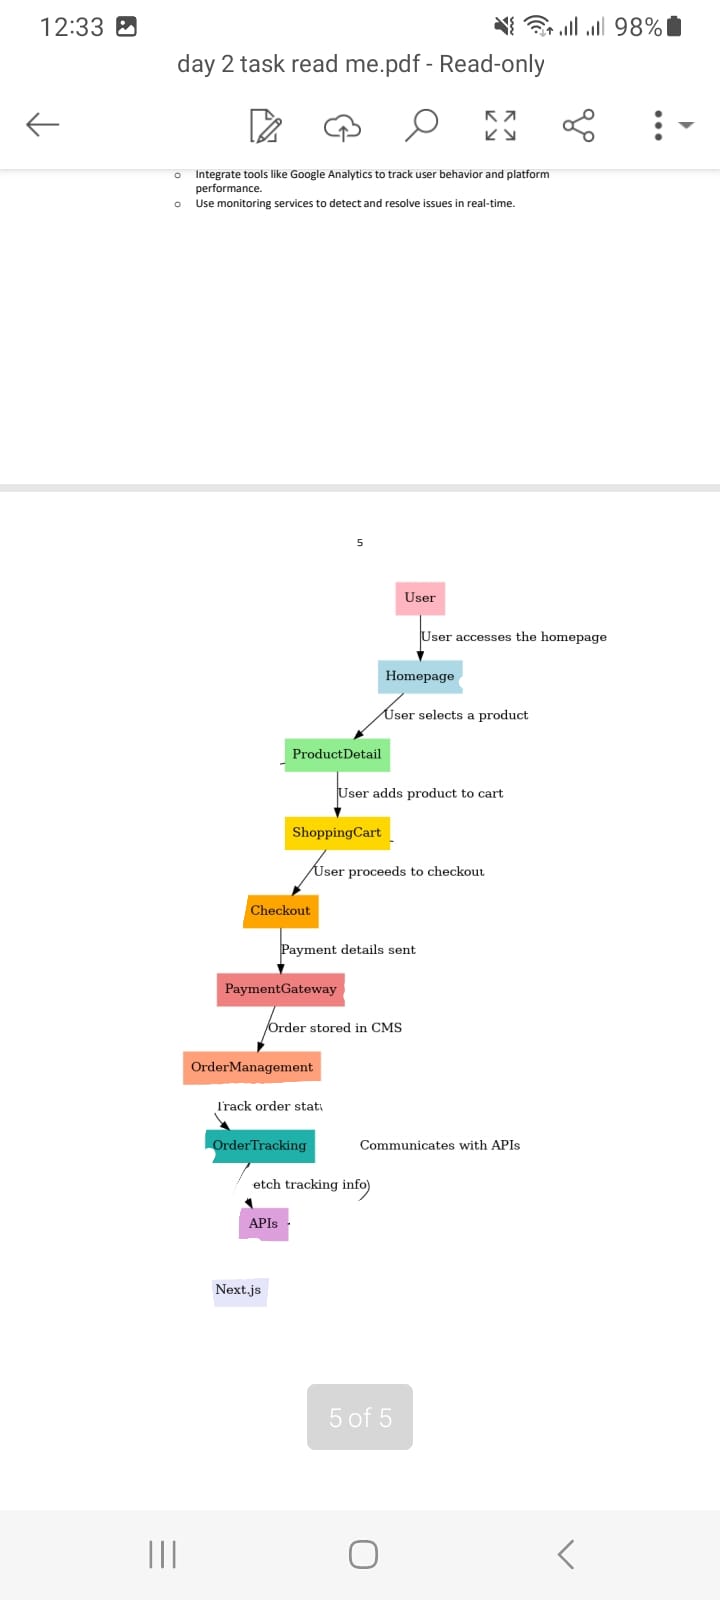 12:33
98%
day 2 task read me.pdf - Read-only
o Integrate tools like Google Analytics to track user behavior and platform
performance.
o Use monitoring services to detect and resolve issues in real-time.
5
User
User accesses the homepage
Homepage
User selects a product
ProductDetail
User adds product to cart
ShoppingCart
User proceeds to checkout
Checkout
Payment details sent
PaymentGateway
Order stored in CMS
OrderManagement
Track order stat
OrderTracking
Communicates with APIs
etch tracking info)
APIs
Next.js
5 of 5